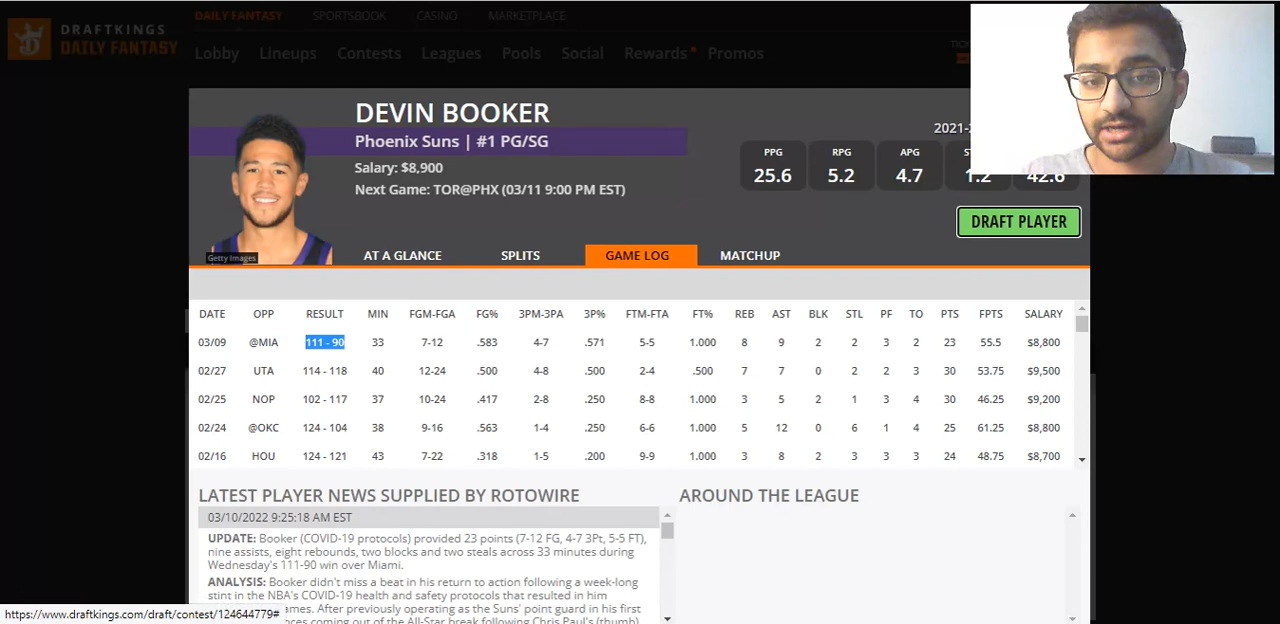 DRAFTKINGS
DAILY FANTASY
DAILY FANTASY SPORTSBOOK CASINO MARKETPLACE
Lobby Lineups Contests Leagues Pools Social Rewards Promos
DEVIN BOOKER
Phoenix Suns | #1 PG/SG
Salary: $8,900
Next Game: TOR@PHX (03/11 9:00 PM EST)
Getty Images
PPG RPG APG
25.6 5.2 4.7 1.2 42.6
DRAFT PLAYER
AT A GLANCE SPLITS GAME LOG MATCHUP
DATE OPP RESULT MIN FGM-FGA FG% 3PM-3PA 3P% FTM-FTA FT% REB AST BLK STL PF TO PTS FPTS SALARY
03/09 @MIA 111 - 90 33 7-12 .583 4-7 .571 5-5 1.000 8 9 2 2 3 2 23 55.5 $8,800
02/27 UTA 114 - 118 40 12-24 .500 4-8 .500 2-4 .500 7 7 0 2 2 3 30 53.75 $9,500
02/25 NOP 102 - 117 37 10-24 .417 2-8 .250 8-8 1.000 3 5 2 1 3 4 30 46.25 $9,200
02/24 @OKC 124 - 104 38 9-16 .563 1-4 .250 6-6 1.000 5 12 0 6 1 4 25 61.25 $8,800
02/16 HOU 124 - 121 43 7-22 .318 1-5 .200 9-9 1.000 3 8 2 3 3 3 24 48.75 $8,700
LATEST PLAYER NEWS SUPPLIED BY ROTOWIRE
AROUND THE LEAGUE
03/10/2022 9:25:18 AM EST
UPDATE: Booker (COVID-19 protocols) provided 23 points (7-12 FG, 4-7 3Pt, 5-5 FT),
nine assists, eight rebounds, two blocks and two steals across 33 minutes during
Wednesday's 111-90 win over Miami.
ANALYSIS: Booker didn't miss a beat in his return to action following a week-long
stint in the NBA's COVID-19 health and safety protocols that resulted in him
ames. After previously operating as the Suns' point guard in his first
nces coming out of the All-Star break following Chris Paul's (thumb)
https://www.draftkings.com/draft/contest/124644779#